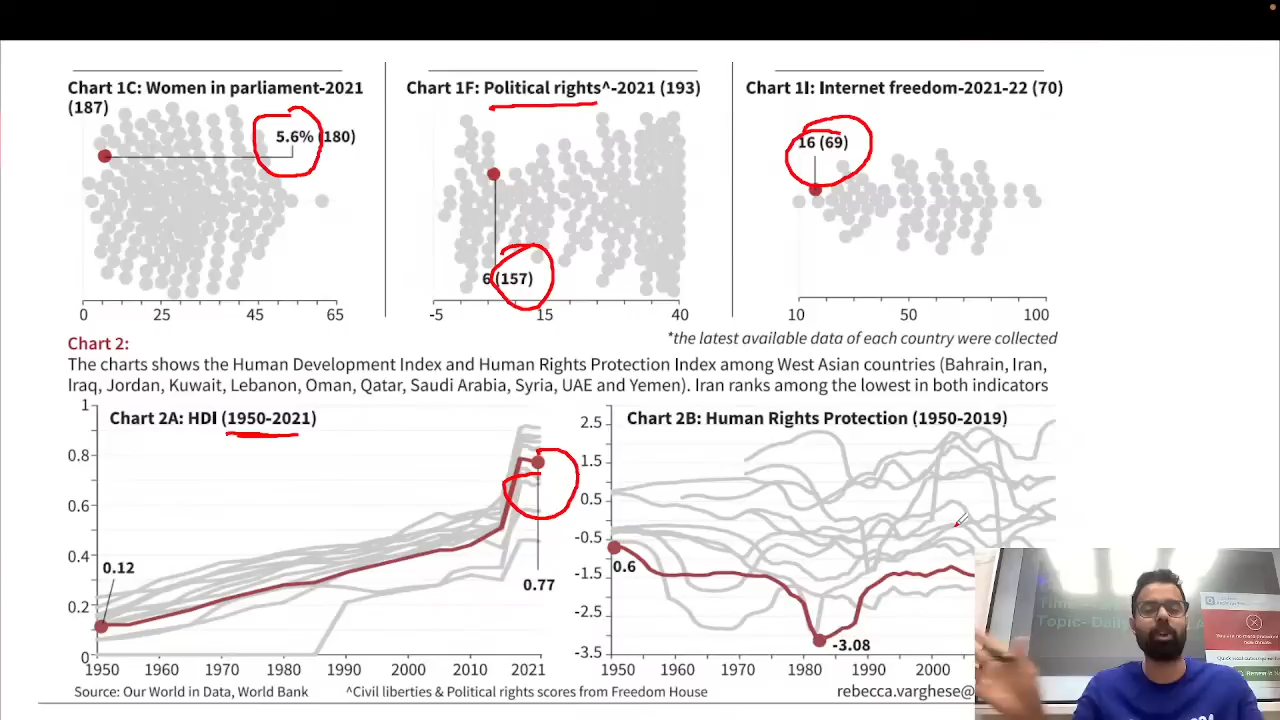 Chart 1C: Women in parliament-2021
(187)
5.6% (180)
0 25 45 65
Chart 1F: Political rights^-2021 (193)
6 (157)
-5 15 40
Chart 1I: Internet freedom-2021-22 (70)
16 (69)
10 50 100
*the latest available data of each country were collected
Chart 2:
The charts shows the Human Development Index and Human Rights Protection Index among West Asian countries (Bahrain, Iran,
Iraq, Jordan, Kuwait, Lebanon, Oman, Qatar, Saudi Arabia, Syria, UAE and Yemen). Iran ranks among the lowest in both indicators
Chart 2A: HDI (1950-2021)
1
0.8
0.6
0.4
0.2
0
0.12
0.77
1950 1960 1970 1980 1990 2000 2010 2021
Chart 2B: Human Rights Protection (1950-2019)
2.5
1.5
0.5
-0.5
-1.5
-2.5
-3.5
0.6
-3.08
1950 1960 1970 1980 1990 2000
Source: Our World in Data, World Bank
^Civil liberties & Political rights scores from Freedom House
rebecca.varghese@
Topic- Daily